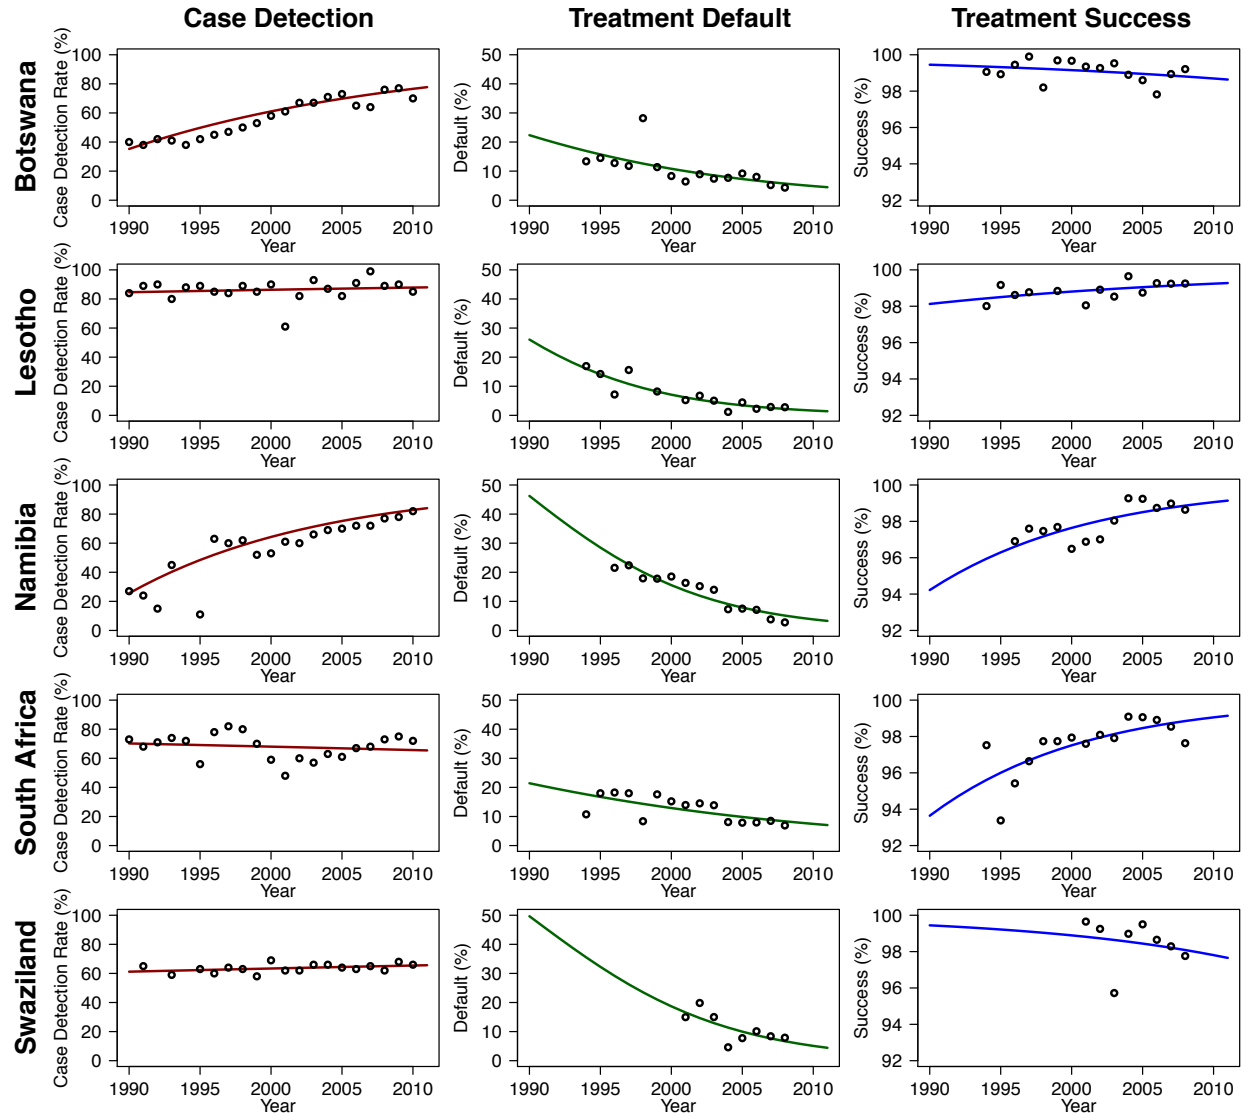 Case Detection Treatment Default Treatment Success
Botswana
Case Detection Rate (%)
100
80
60
40
20
0
1990 1995 2000 2005 2010
Year
Default (%)
50
40
30
20
10
0
1990 1995 2000 2005 2010
Year
Success (%)
100
98
96
94
92
1990 1995 2000 2005 2010
Year
Lesotho
Case Detection Rate (%)
100
80
60
40
20
0
1990 1995 2000 2005 2010
Year
Default (%)
50
40
30
20
10
0
1990 1995 2000 2005 2010
Year
Success (%)
100
98
96
94
92
1990 1995 2000 2005 2010
Year
Namibia
Case Detection Rate (%)
100
80
60
40
20
0
1990 1995 2000 2005 2010
Year
Default (%)
50
40
30
20
10
0
1990 1995 2000 2005 2010
Year
Success (%)
100
98
96
94
92
1990 1995 2000 2005 2010
Year
South Africa
Case Detection Rate (%)
100
80
60
40
20
0
1990 1995 2000 2005 2010
Year
Default (%)
50
40
30
20
10
0
1990 1995 2000 2005 2010
Year
Success (%)
100
98
96
94
92
1990 1995 2000 2005 2010
Year
Swaziland
Case Detection Rate (%)
100
80
60
40
20
0
1990 1995 2000 2005 2010
Year
Default (%)
50
40
30
20
10
0
1990 1995 2000 2005 2010
Year
Success (%)
100
98
96
94
92
1990 1995 2000 2005 2010
Year